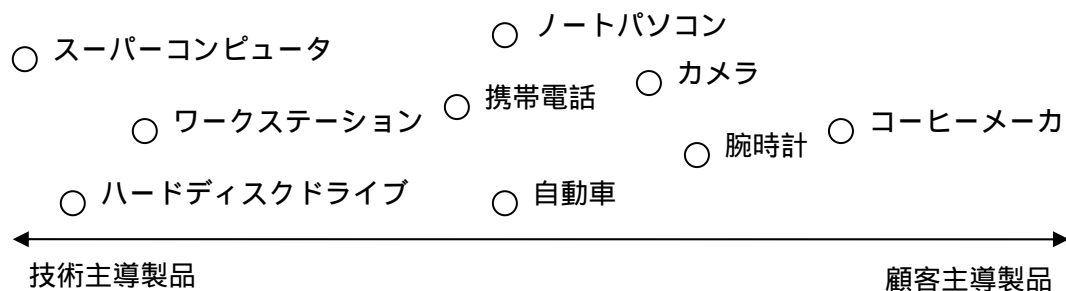 ノートパソコン
スーパーコンピュータ
カメラ
携帯電話
ワークステーション
コーヒーメーカ
腕時計
ハードディスクドライブ
自動車
技術主導製品
顧客主導製品